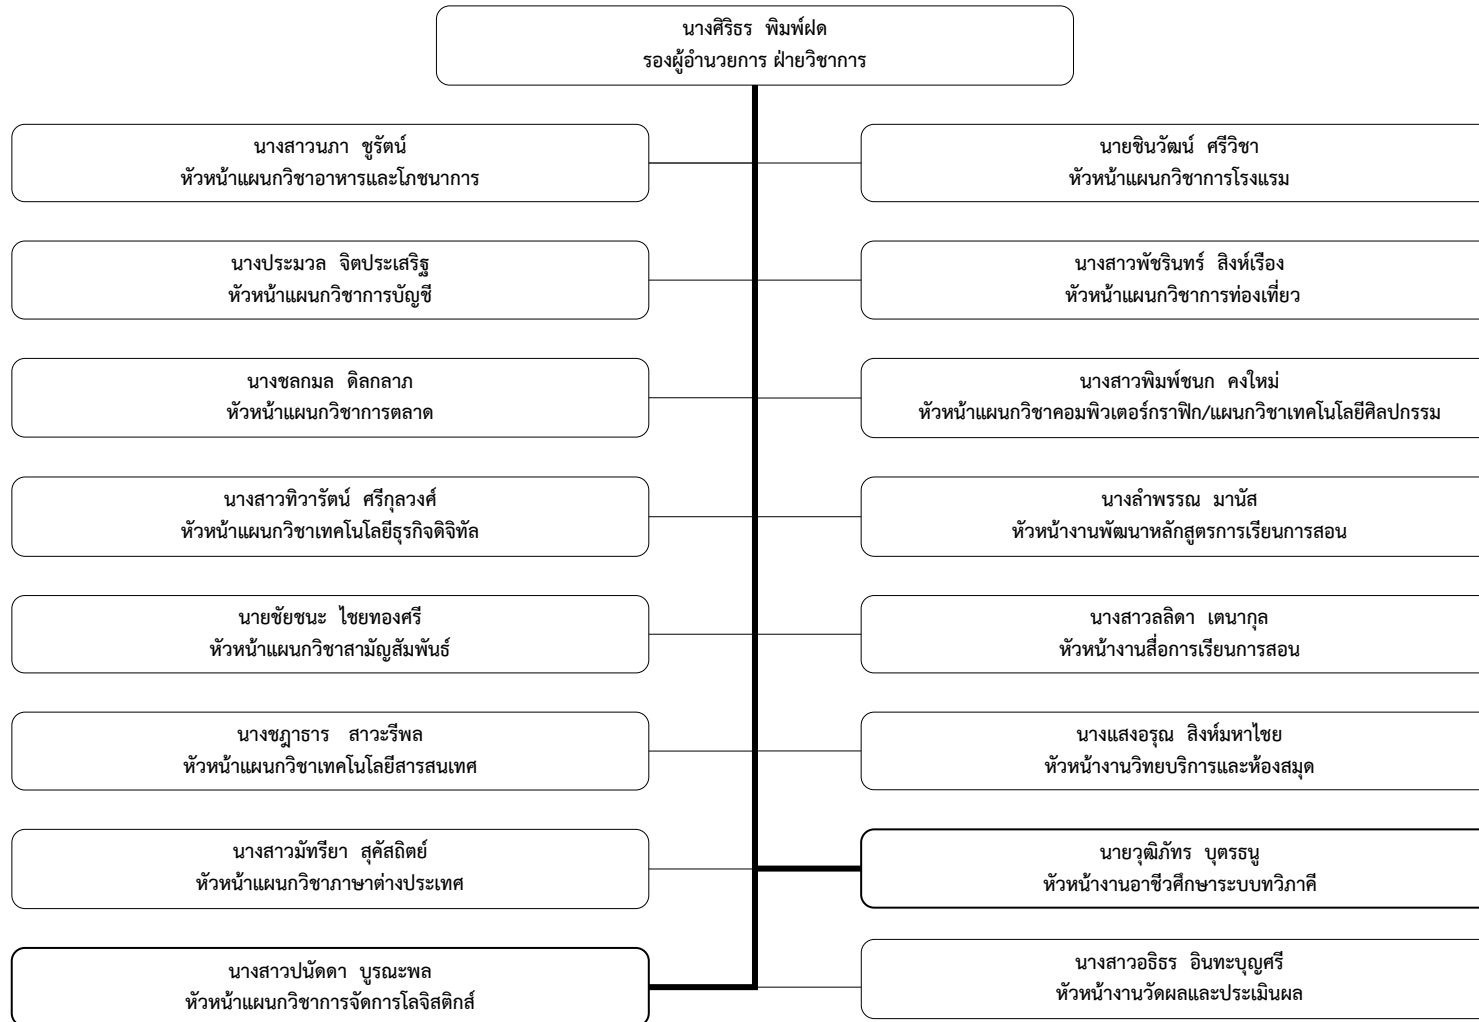 นางศิริธร  พิมพ์ฝด
รองผู้อำนวยการ ฝ่ายวิชาการ
นางสาวนภา  ชูรัตน์
หัวหน้าแผนกวิชาอาหารและโภชนาการ
นายชินวัฒน์  ศรีวิชา
หัวหน้าแผนกวิชาการโรงแรม
นางประมวล  จิตประเสริฐ
หัวหน้าแผนกวิชาการบัญชี
นางสาวพัชรินทร์  สิงห์เรือง
หัวหน้าแผนกวิชาการท่องเที่ยว
นางชลกมล  ดิลกลาภ
หัวหน้าแผนกวิชาการตลาด
นางสาวพิมพ์ชนก  คงใหม่
หัวหน้าแผนกวิชาคอมพิวเตอร์กราฟิก/แผนกวิชาเทคโนโลยีศิลปกรรม
นางสาวทิวารัตน์  ศรีกุลวงศ์
หัวหน้าแผนกวิชาเทคโนโลยีธุรกิจดิจิทัล
นางลำพรรณ  มานัส
หัวหน้างานพัฒนาหลักสูตรการเรียนการสอน
นายชัยชนะ  ไชยทองศรี
หัวหน้าแผนกวิชาสามัญสัมพันธ์
นางสาวลลิดา  เตนากุล
หัวหน้างานสื่อการเรียนการสอน
นางชฎาธาร   สาวะรีพล
หัวหน้าแผนกวิชาเทคโนโลยีสารสนเทศ
นางแสงอรุณ  สิงห์มหาไชย
หัวหน้างานวิทยบริการและห้องสมุด
นางสาวมัทรียา  สุคัสถิตย์
หัวหน้าแผนกวิชาภาษาต่างประเทศ
นายวุฒิภัทร  บุตรธนู
หัวหน้างานอาชีวศึกษาระบบทวิภาคี
นางสาวปนัดดา  บูรณะพล
หัวหน้าแผนกวิชาการจัดการโลจิสติกส์
นางสาวอธิธร  อินทะบุญศรี
หัวหน้างานวัดผลและประเมินผล